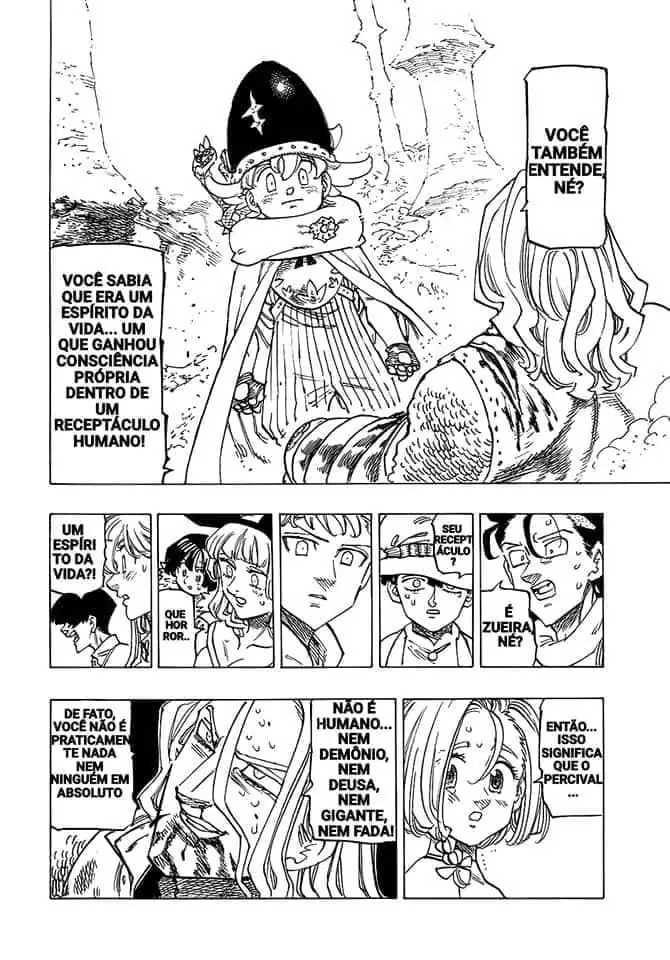 VOCÊ
TAMBÉM
ENTENDE,
NÉ?
VOCÊ SABIA
QUE ERA UM
ESPÍRITO DA
VIDA... UM
QUE GANHOU
CONSCIÊNCIA
PRÓPRIA
DENTRO DE
UM
RECEPTÁCULO
HUMANO!
É
ZUEIRA,
NÉ?
SEU
RECEPT
ÁCULO
?
QUE HOR
ROR..
UM
ESPÍRI
TO DA
VIDA?!
ENTÃO...
ISSO
SIGNIFICA
QUE O
PERCIVAL
...
NÃO É
HUMANO...
NEM
DEMÔNIO,
NEM
DEUSA,
NEM
GIGANTE,
NEM FADA!
DE FATO,
VOCÊ NÃO É
PRATICAMEN
TE NADA
NEM
NINGUÉM EM
ABSOLUTO